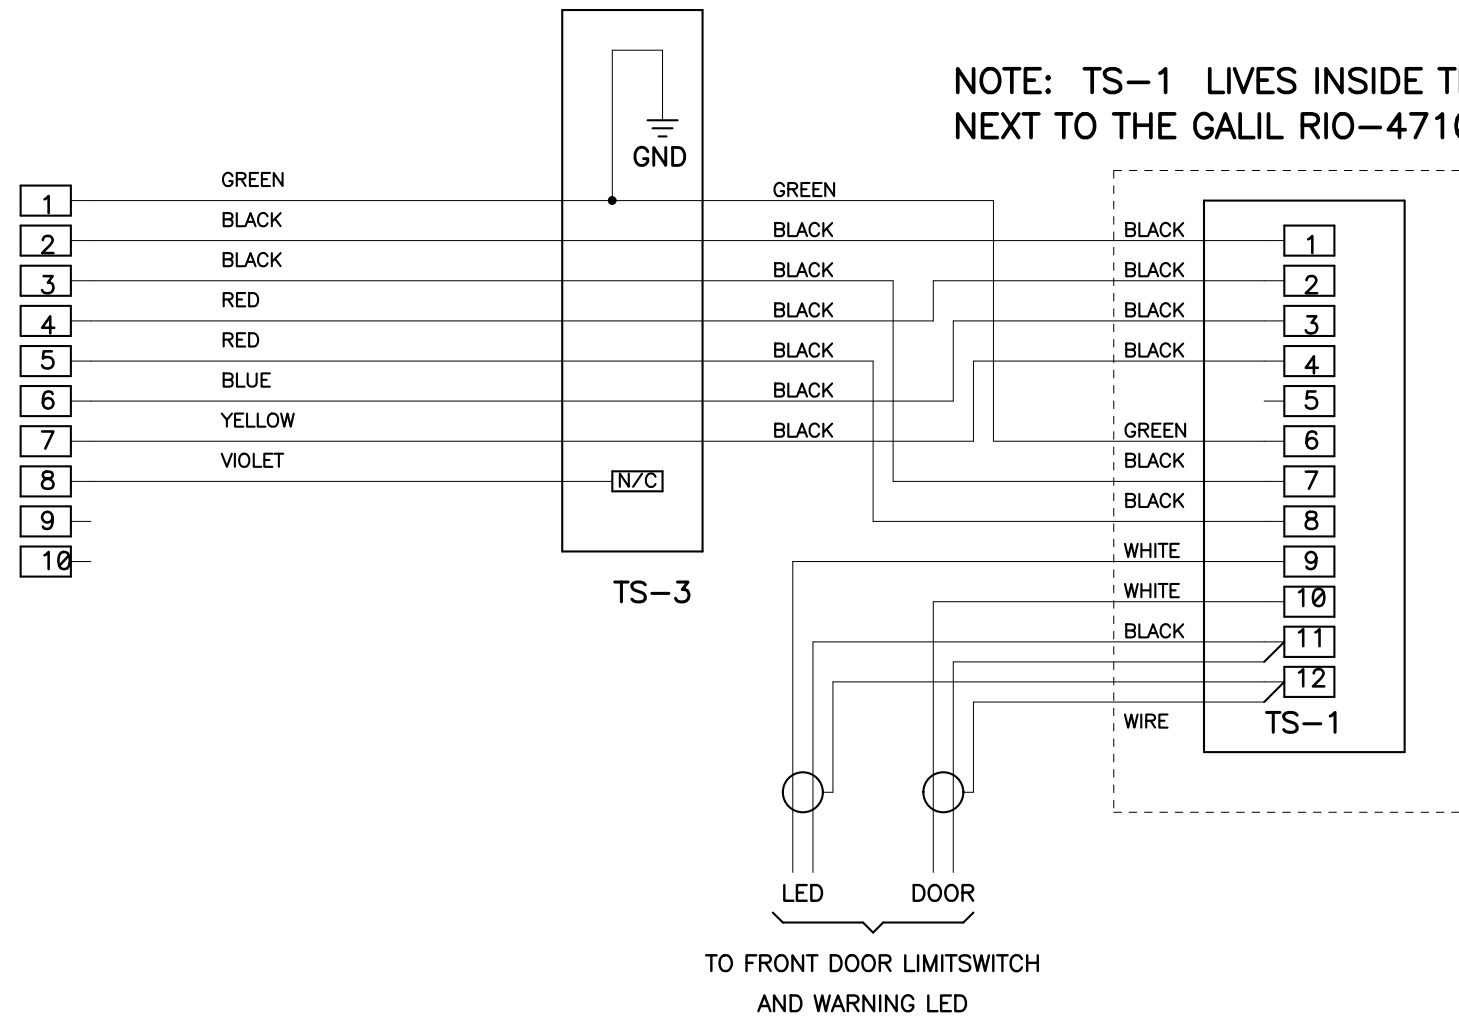 NOTE: TS-1 LIVES INSIDE
NEXT TO THE GALIL
GND
GREEN
BLACK
BLACK
RED
RED
BLUE
YELLOW
VIOLET
1
2
3
4
5
6
7
8
9
10
N/C
TS-3
GREEN
BLACK
BLACK
BLACK
BLACK
BLACK
BLACK
BLACK
BLACK
BLACK
BLACK
GREEN
BLACK
BLACK
WHITE
WHITE
BLACK
WIRE
1
2
3
4
5
6
7
8
9
10
11
12
TS-1
LED DOOR
TO FRONT DOOR LIMITSWITCH
AND WARNING LED